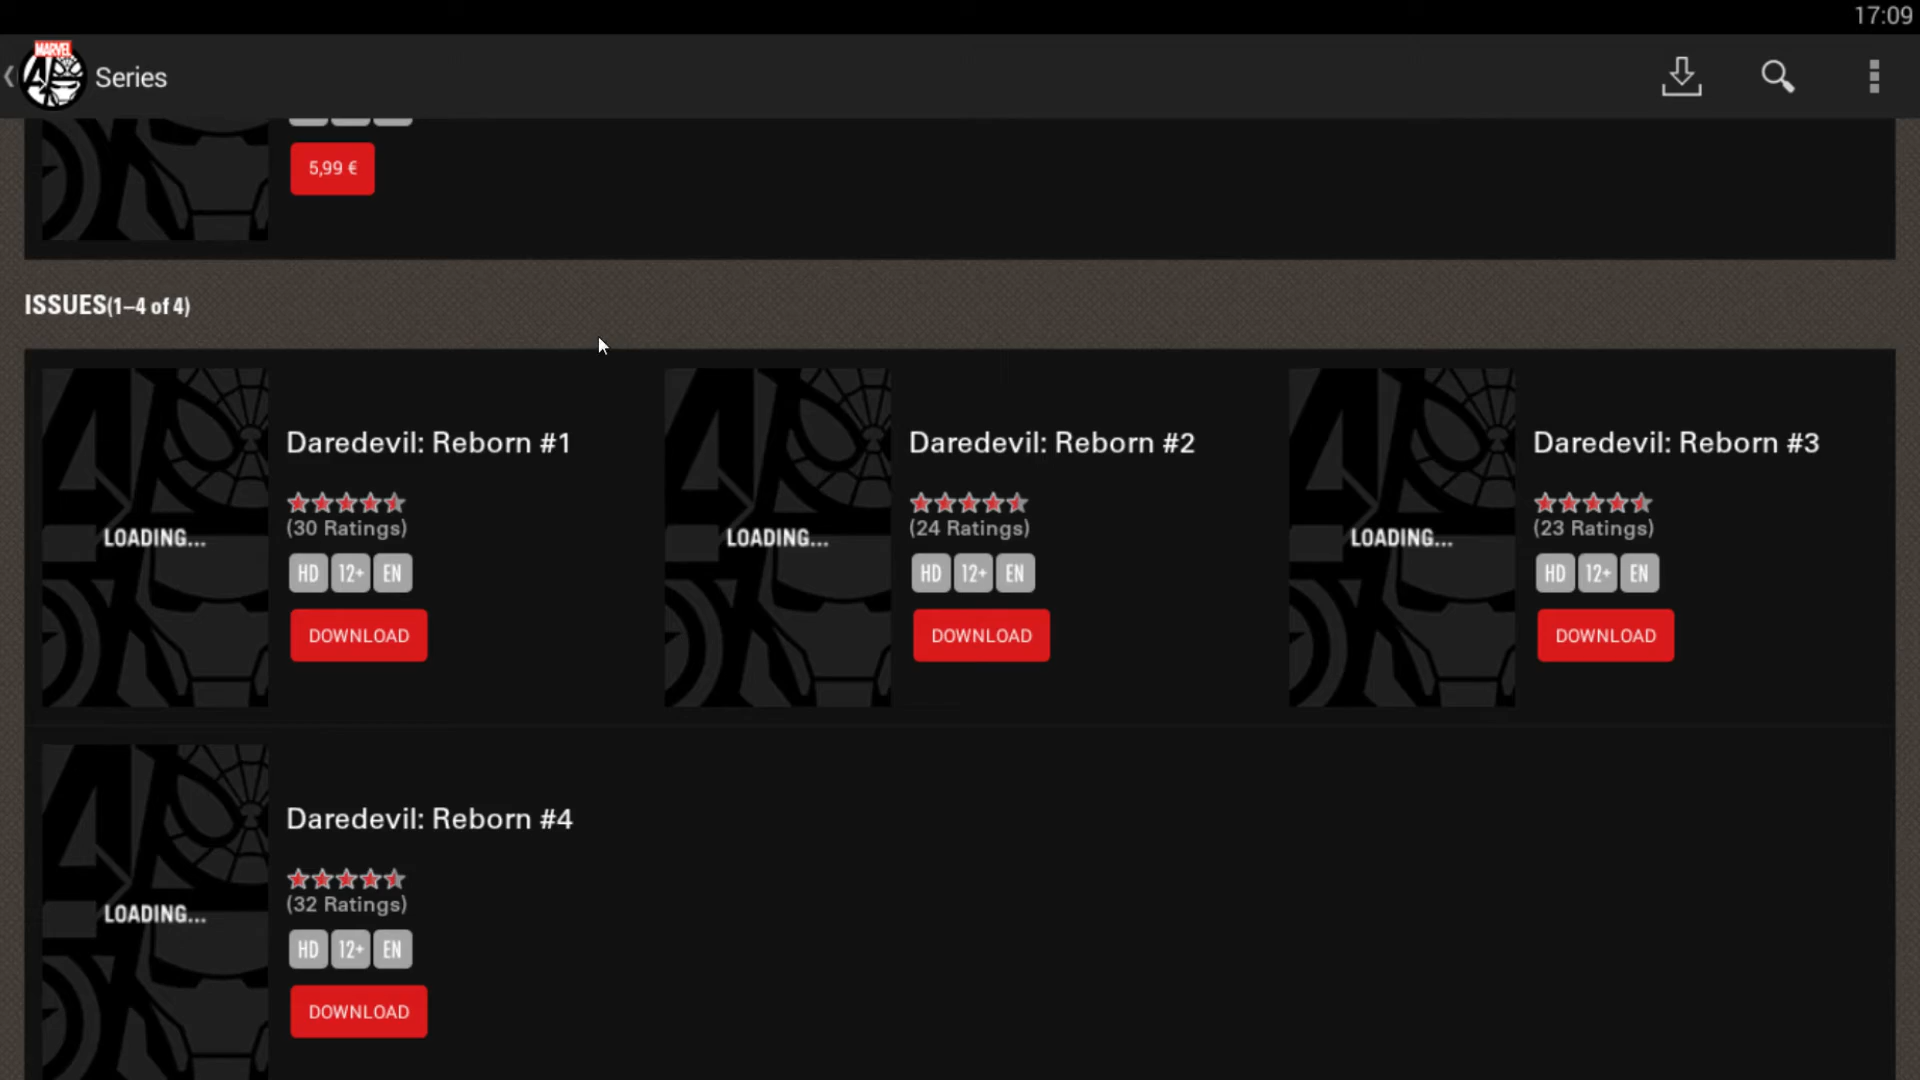 17:09
MARVEL
Series
5,99 €
ISSUES(1–4 of 4)
LOADING...
Daredevil: Reborn #1
(30 Ratings)
HD 12+ EN
DOWNLOAD
LOADING...
Daredevil: Reborn #2
(24 Ratings)
HD 12+ EN
DOWNLOAD
LOADING...
Daredevil: Reborn #3
(23 Ratings)
HD 12+ EN
DOWNLOAD
LOADING...
Daredevil: Reborn #4
(32 Ratings)
HD 12+ EN
DOWNLOAD